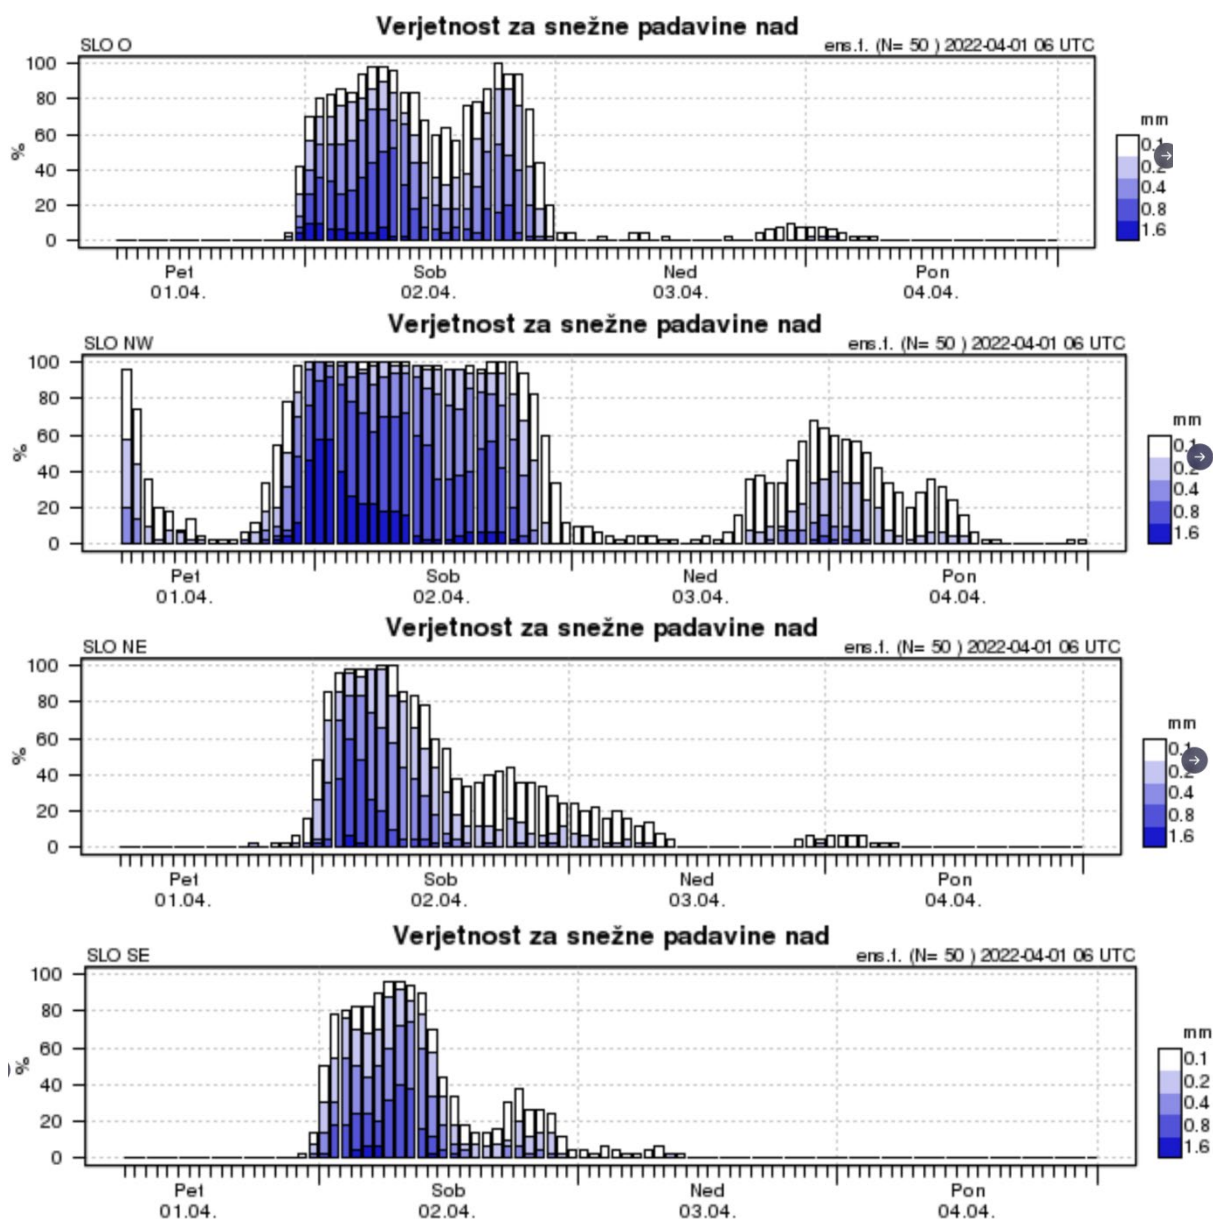 Verjetnost za snežne padavine nad
SLO O
ens.f. (N= 50 ) 2022-04-01 06 UTC
100
80
60
40
20
0
%
mm
0.1
0.2
0.4
0.8
1.6
Pet Sob Ned Pon
01.04. 02.04. 03.04. 04.04.
Verjetnost za snežne padavine nad
SLO NW
ens.f. (N= 50 ) 2022-04-01 06 UTC
100
80
60
40
20
0
%
mm
0.1
0.2
0.4
0.8
1.6
Pet Sob Ned Pon
01.04. 02.04. 03.04. 04.04.
Verjetnost za snežne padavine nad
SLO NE
ens.f. (N= 50 ) 2022-04-01 06 UTC
100
80
60
40
20
0
%
mm
0.1
0.2
0.4
0.8
1.6
Pet Sob Ned Pon
01.04. 02.04. 03.04. 04.04.
Verjetnost za snežne padavine nad
SLO SE
ens.f. (N= 50 ) 2022-04-01 06 UTC
100
80
60
40
20
0
%
mm
0.1
0.2
0.4
0.8
1.6
Pet Sob Ned Pon
01.04. 02.04. 03.04. 04.04.